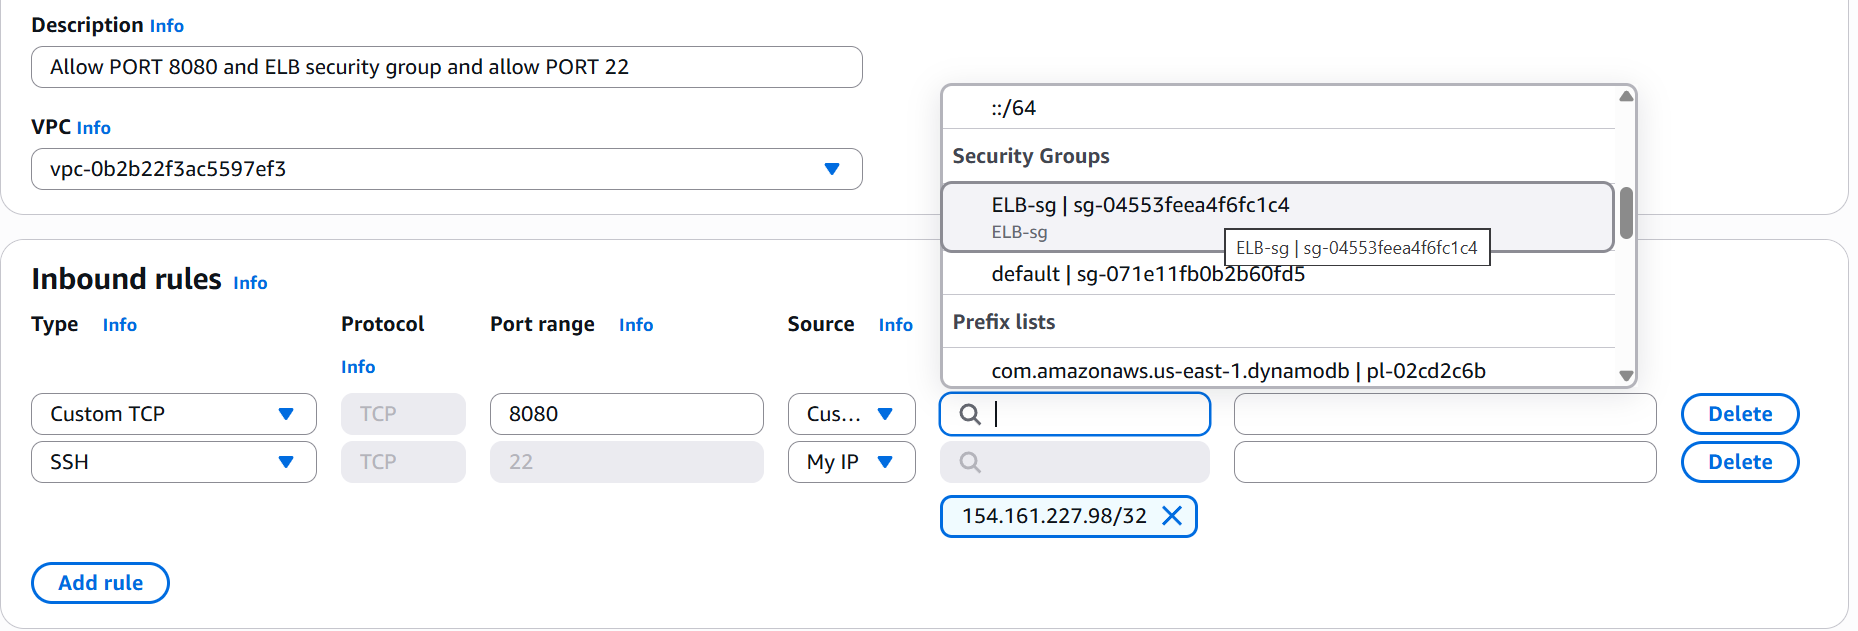 Description Info
Allow PORT 8080 and ELB security group and allow PORT 22
VPC Info
vpc-0b2b22f3ac5597ef3
::/64
Security Groups
ELB-sg | sg-04553feea4f6fc1c4
ELB-sg
ELB-sg | sg-04553feea4f6fc1c4
default | sg-071e11fb0b2b60fd5
Prefix lists
com.amazonaws.us-east-1.dynamodb | pl-02cd2c6b
Inbound rules Info
Type Info Protocol Info Port range Info Source Info
Custom TCP TCP 8080 Cus... Delete
SSH TCP 22 My IP Delete
154.161.227.98/32
Add rule